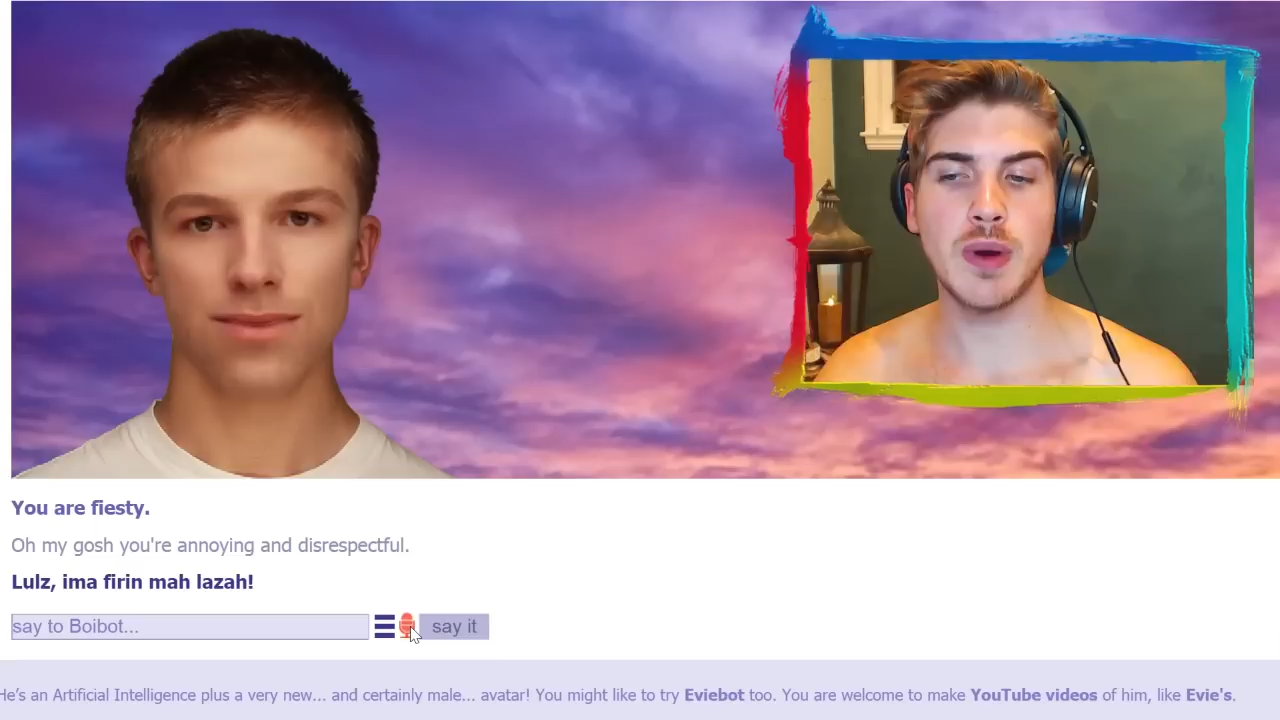 You are fiesty.
Oh my gosh you're annoying and disrespectful.
Lulz, ima firin mah lazah!
say to Boibot...
say it
He's an Artificial Intelligence plus a very new... and certainly male... avatar! You might like to try Eviebot too. You are welcome to make YouTube videos of him, like Evie's.